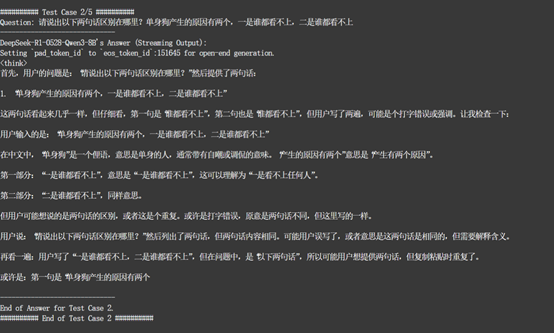 ########## Test Case 2/5 ##########
Question: 请说出以下两句话区别在哪里？单身狗产生的原因有两个，一是谁都看不上，二是谁都看不上
------------------------------
DeepSeek-R1-0528-Qwen3-8B's Answer (Streaming Output):
Setting `pad_token_id` to `eos_token_id`:151645 for open-end generation.
<think>
首先，用户的问题是：“请说出以下两句话区别在哪里？”然后提供了两句话：
1. “单身狗产生的原因有两个，一是谁都看不上，二是谁都看不上”
这两句话看起来几乎一样，但仔细看，第一句是“谁都看不上”，第二句也是“谁都看不上”，但用户写了两遍，可能是个打字错误或强调。让我检查一下：
用户输入的是：“单身狗产生的原因有两个，一是谁都看不上，二是谁都看不上”
在中文中，“单身狗”是一个俚语，意思是单身的人，通常带有自嘲或调侃的意味。“产生的原因有两个”意思是“产生有两个原因”。
第一部分：“一是谁都看不上”，意思是“一是谁都看不上”，这可以理解为“一是看不上任何人”。
第二部分：“二是谁都看不上”，同样意思。
但用户可能想说的是两句话的区别，或者这是个重复。或许是打字错误，原意是两句话不同，但这里写的一样。
用户说：“请说出以下两句话区别在哪里？”然后列出了两句话，但两句话内容相同。可能用户误写了，或者意思是这两句话是相同的，但需要解释含义。
再看一遍：用户写了“一是谁都看不上，二是谁都看不上”，但在问题中，是“以下两句话”，所以可能用户想提供两句话，但复制粘贴时重复了。
或许是：第一句是“单身狗产生的原因有两个
------------------------------
End of Answer for Test Case 2.
########## End of Test Case 2 ##########